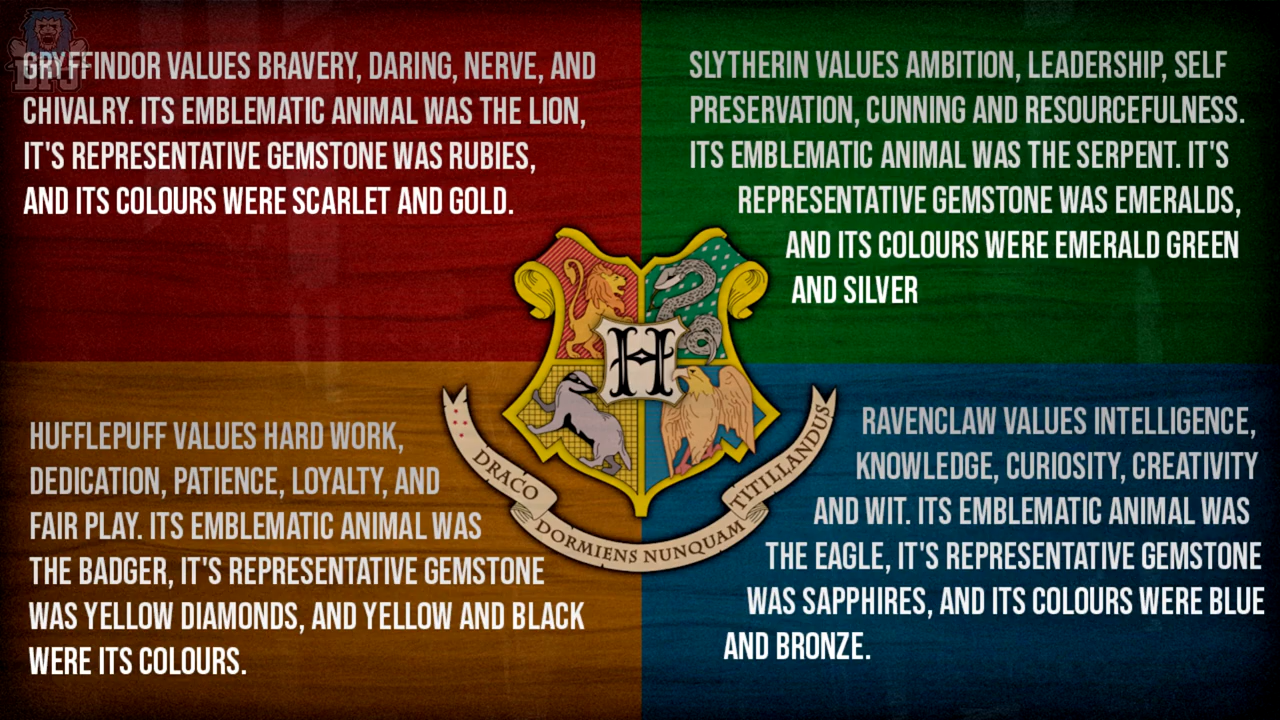 GRYFFINDOR VALUES BRAVERY, DARING, NERVE, AND
CHIVALRY. ITS EMBLEMATIC ANIMAL WAS THE LION,
IT'S REPRESENTATIVE GEMSTONE WAS RUBIES,
AND ITS COLOURS WERE SCARLET AND GOLD.
SLYTHERIN VALUES AMBITION, LEADERSHIP, SELF
PRESERVATION, CUNNING AND RESOURCEFULNESS.
ITS EMBLEMATIC ANIMAL WAS THE SERPENT. IT'S
REPRESENTATIVE GEMSTONE WAS EMERALDS,
AND ITS COLOURS WERE EMERALD GREEN
AND SILVER
H
DRACO
DORMIENS NUNQUAM
TITILLANDUS
HUFFLEPUFF VALUES HARD WORK,
DEDICATION, PATIENCE, LOYALTY, AND
FAIR PLAY. ITS EMBLEMATIC ANIMAL WAS
THE BADGER, IT'S REPRESENTATIVE GEMSTONE
WAS YELLOW DIAMONDS, AND YELLOW AND BLACK
WERE ITS COLOURS.
RAVENCLAW VALUES INTELLIGENCE,
KNOWLEDGE, CURIOSITY, CREATIVITY
AND WIT. ITS EMBLEMATIC ANIMAL WAS
THE EAGLE, IT'S REPRESENTATIVE GEMSTONE
WAS SAPPHIRES, AND ITS COLOURS WERE BLUE
AND BRONZE.